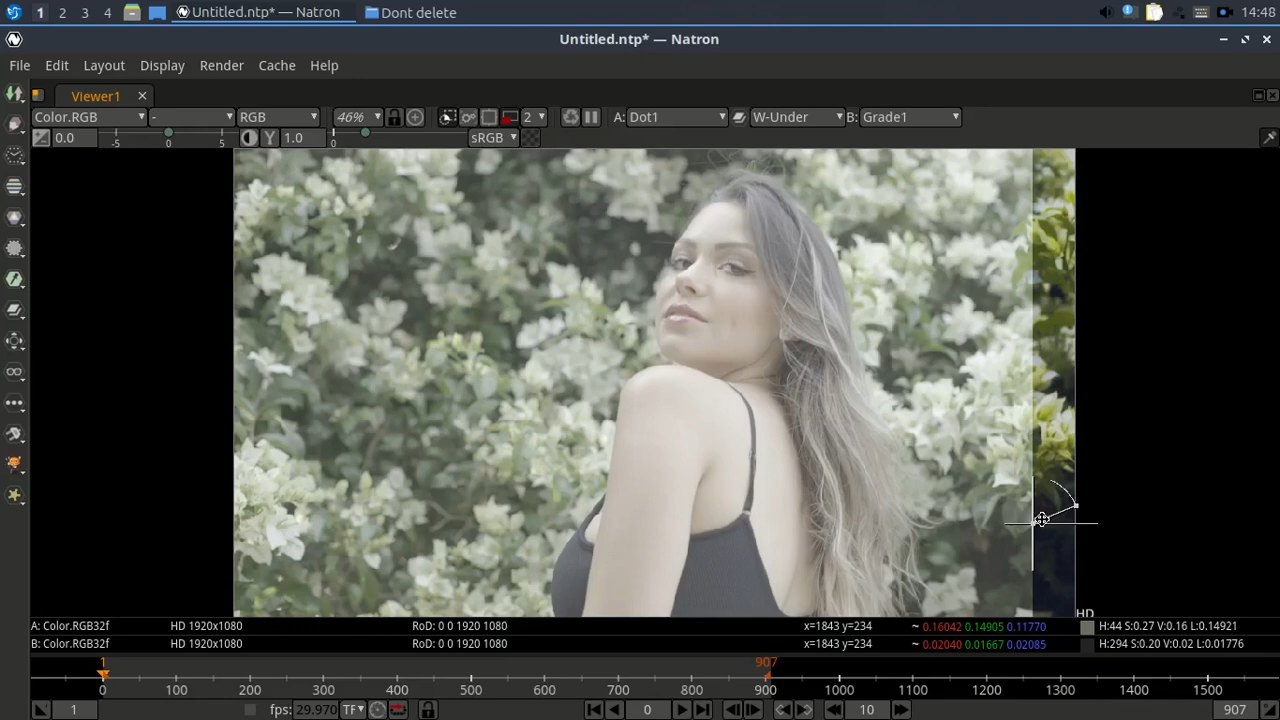 1 2 3 4 Untitled.ntp* — Natron Dont delete 14:48
Untitled.ntp* — Natron
File Edit Layout Display Render Cache Help
Viewer1
Color.RGB - RGB 46% 2 A: Dot1 W-Under B: Grade1
0.0 -5 0 5 1.0 0 sRGB
HD
A: Color.RGB32f HD 1920x1080 RoD: 0 0 1920 1080 x=1843 y=234 ~ 0.16042 0.14905 0.11770 H:44 S:0.27 V:0.16 L:0.14921
B: Color.RGB32f HD 1920x1080 RoD: 0 0 1920 1080 x=1843 y=234 ~ 0.02040 0.01667 0.02085 H:294 S:0.20 V:0.02 L:0.01776
1 907
0 100 200 300 400 500 600 700 800 900 1000 1100 1200 1300 1400 1500
1 fps: 29.970 TF 0 10 907